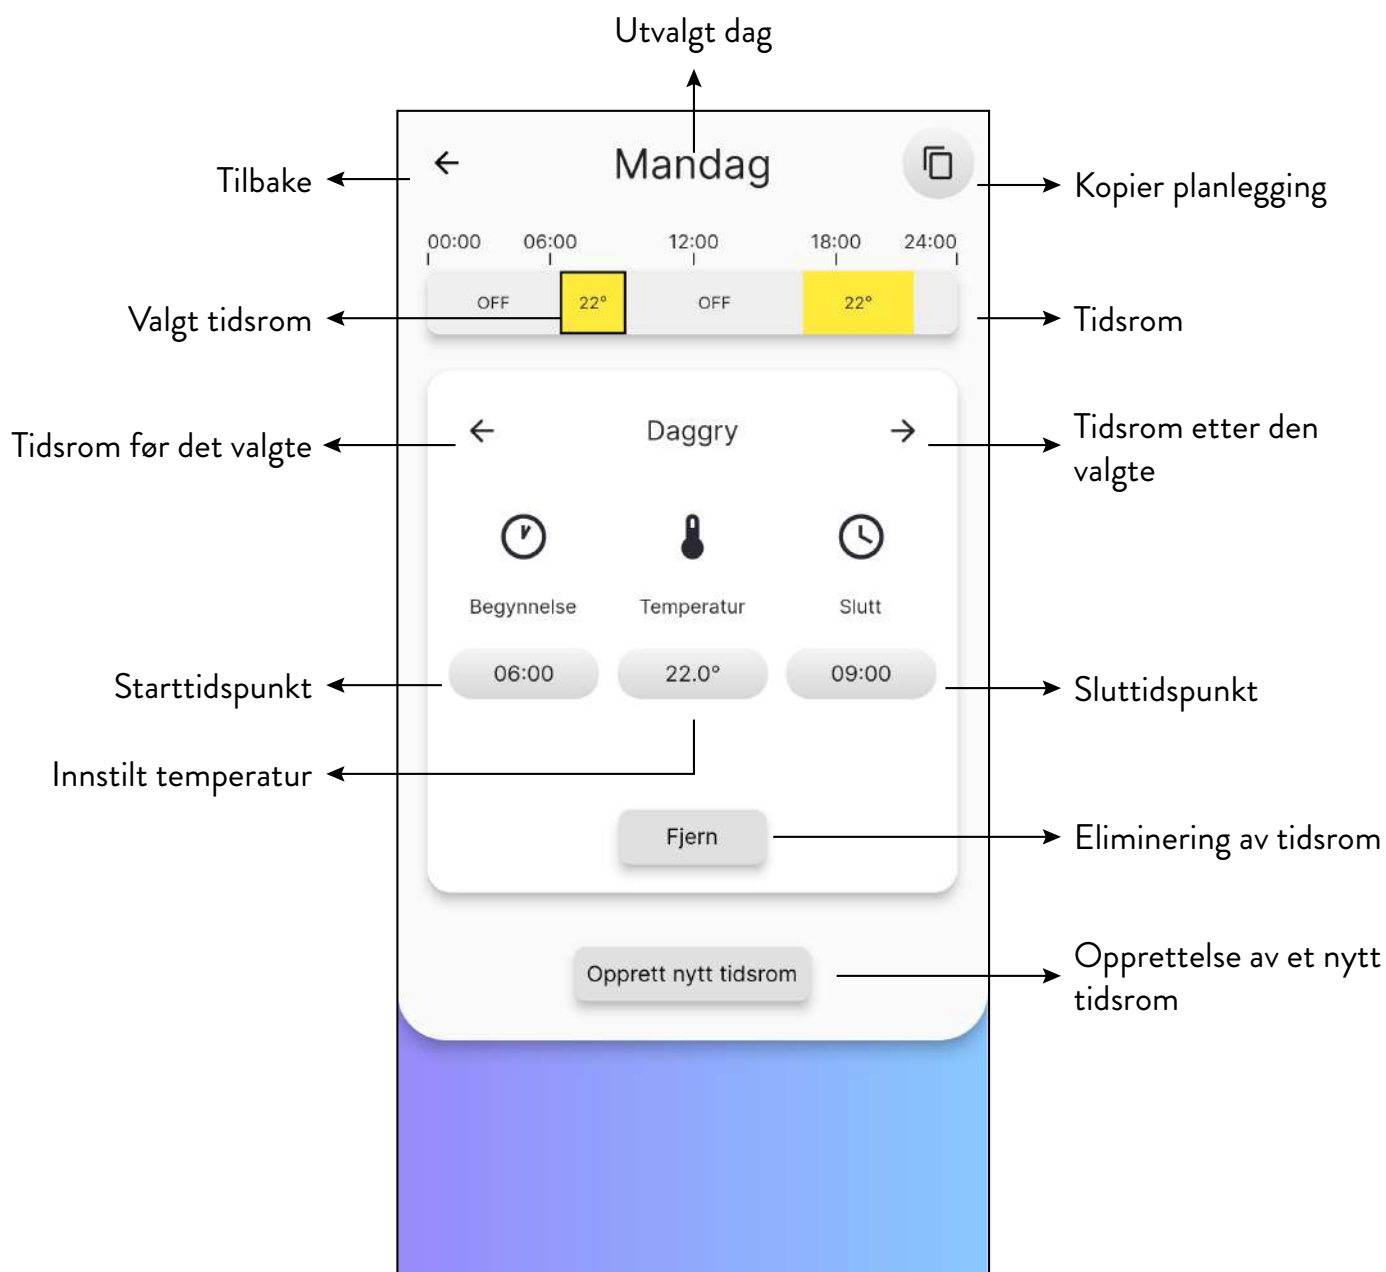 Utvalgt dag
Tilbake
Mandag
Kopier planlegging
00:00 06:00 12:00 18:00 24:00
OFF 22° OFF 22°
Valgt tidsrom
Tidsrom
Tidsrom før det valgte
Daggry
Tidsrom etter den
valgte
Begynnelse Temperatur Slutt
Starttidspunkt
06:00 22.0° 09:00
Sluttidspunkt
Innstilt temperatur
Fjern
Eliminering av tidsrom
Opprett nytt tidsrom
Opprettelse av et nytt
tidsrom